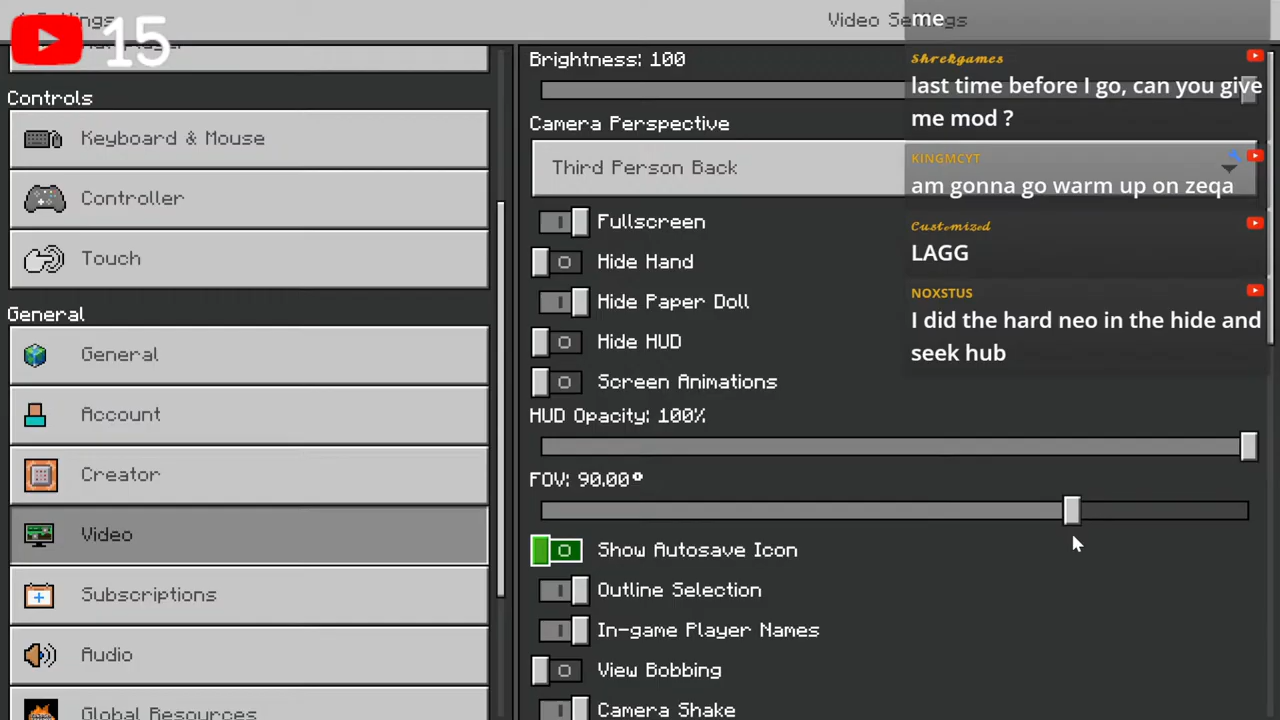 Settings
Video Settings
15
Controls
Keyboard & Mouse
Controller
Touch
General
General
Account
Creator
Video
Subscriptions
Audio
Global Resources
Brightness: 100
Camera Perspective
Third Person Back
Fullscreen
Hide Hand
Hide Paper Doll
Hide HUD
Screen Animations
HUD Opacity: 100%
FOV: 90.00°
Show Autosave Icon
Outline Selection
In-game Player Names
View Bobbing
Camera Shake
me
Shrekgames
last time before I go, can you give
me mod ?
KINGMCYT
am gonna go warm up on zeqa
Customized
LAGG
NOXSTUS
I did the hard neo in the hide and
seek hub